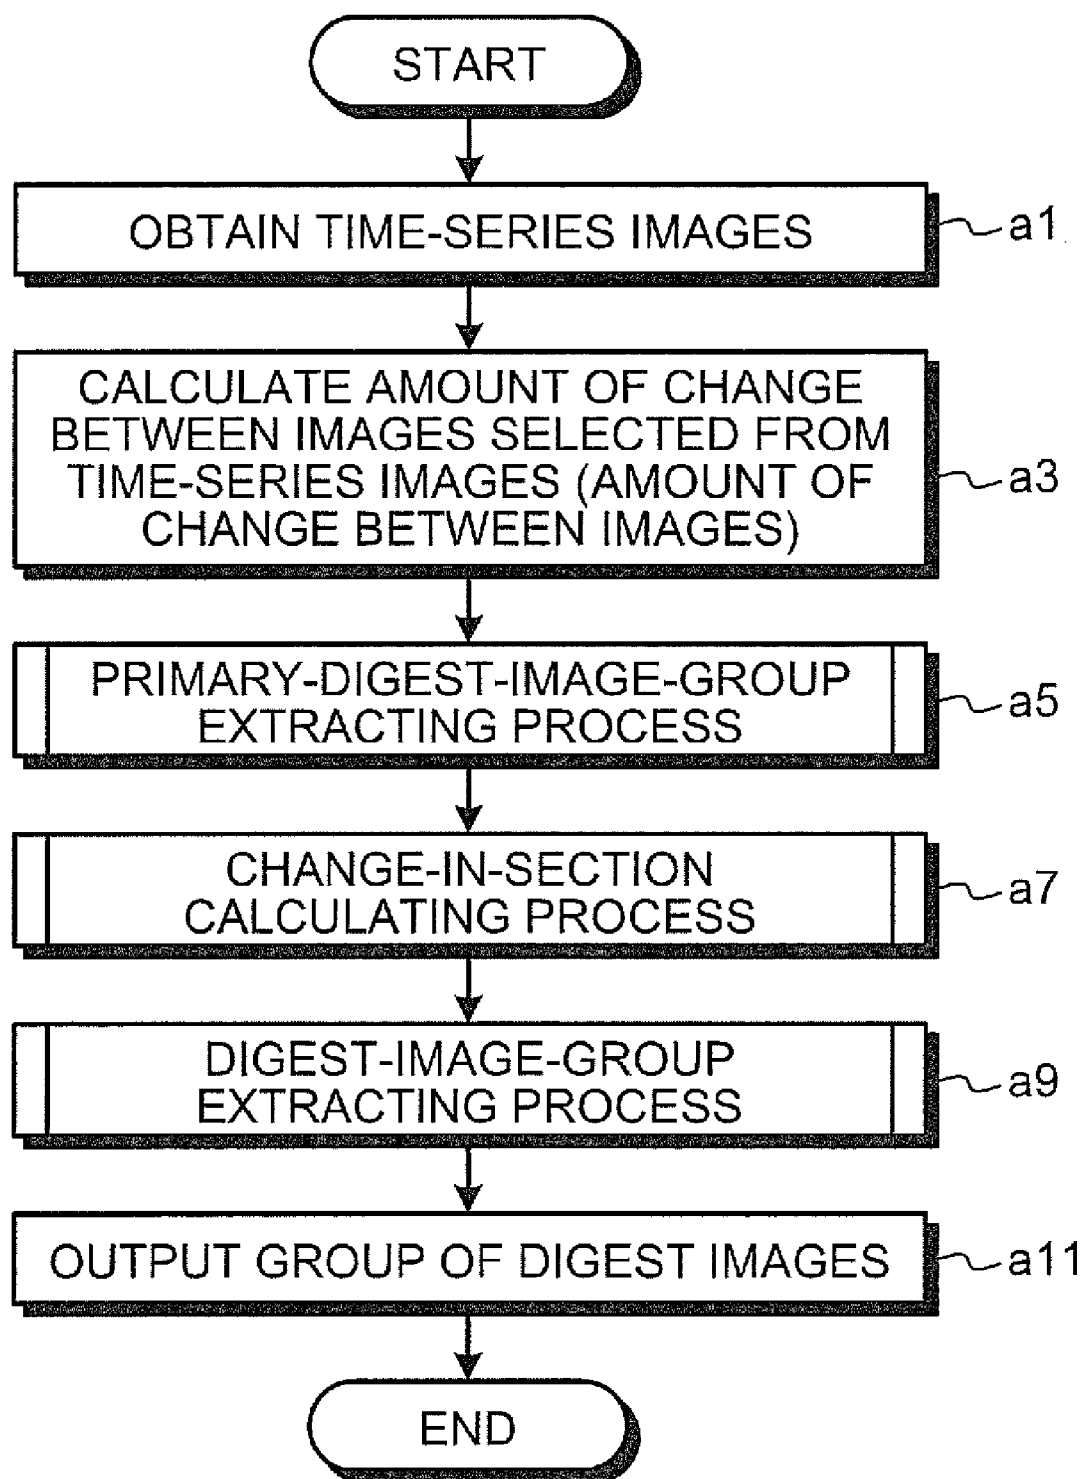 START
OBTAIN TIME-SERIES IMAGES
a1
CALCULATE AMOUNT OF CHANGE
BETWEEN IMAGES SELECTED FROM
TIME-SERIES IMAGES (AMOUNT OF
CHANGE BETWEEN IMAGES)
a3
PRIMARY-DIGEST-IMAGE-GROUP
EXTRACTING PROCESS
a5
CHANGE-IN-SECTION
CALCULATING PROCESS
a7
DIGEST-IMAGE-GROUP
EXTRACTING PROCESS
a9
OUTPUT GROUP OF DIGEST IMAGES
a11
END